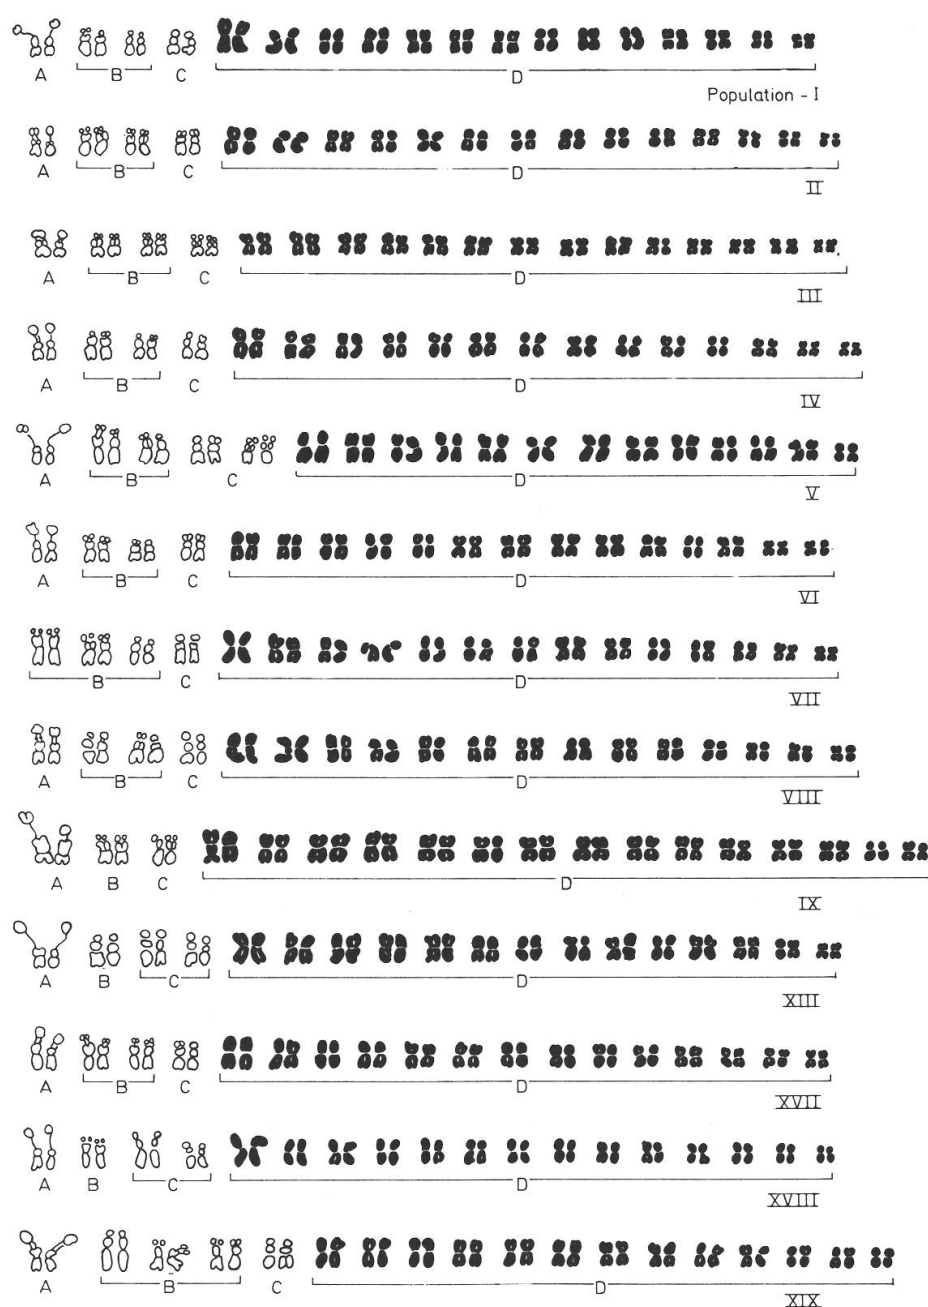 A B C D
Population - I
A B C D
II
A B C D
III
A B C D
IV
A B C D
V
A B C D
VI
B C D
VII
A B C D
VIII
A B C D
IX
A B C D
XIII
A B C D
XVII
A B C D
XVIII
A B C D
XIX